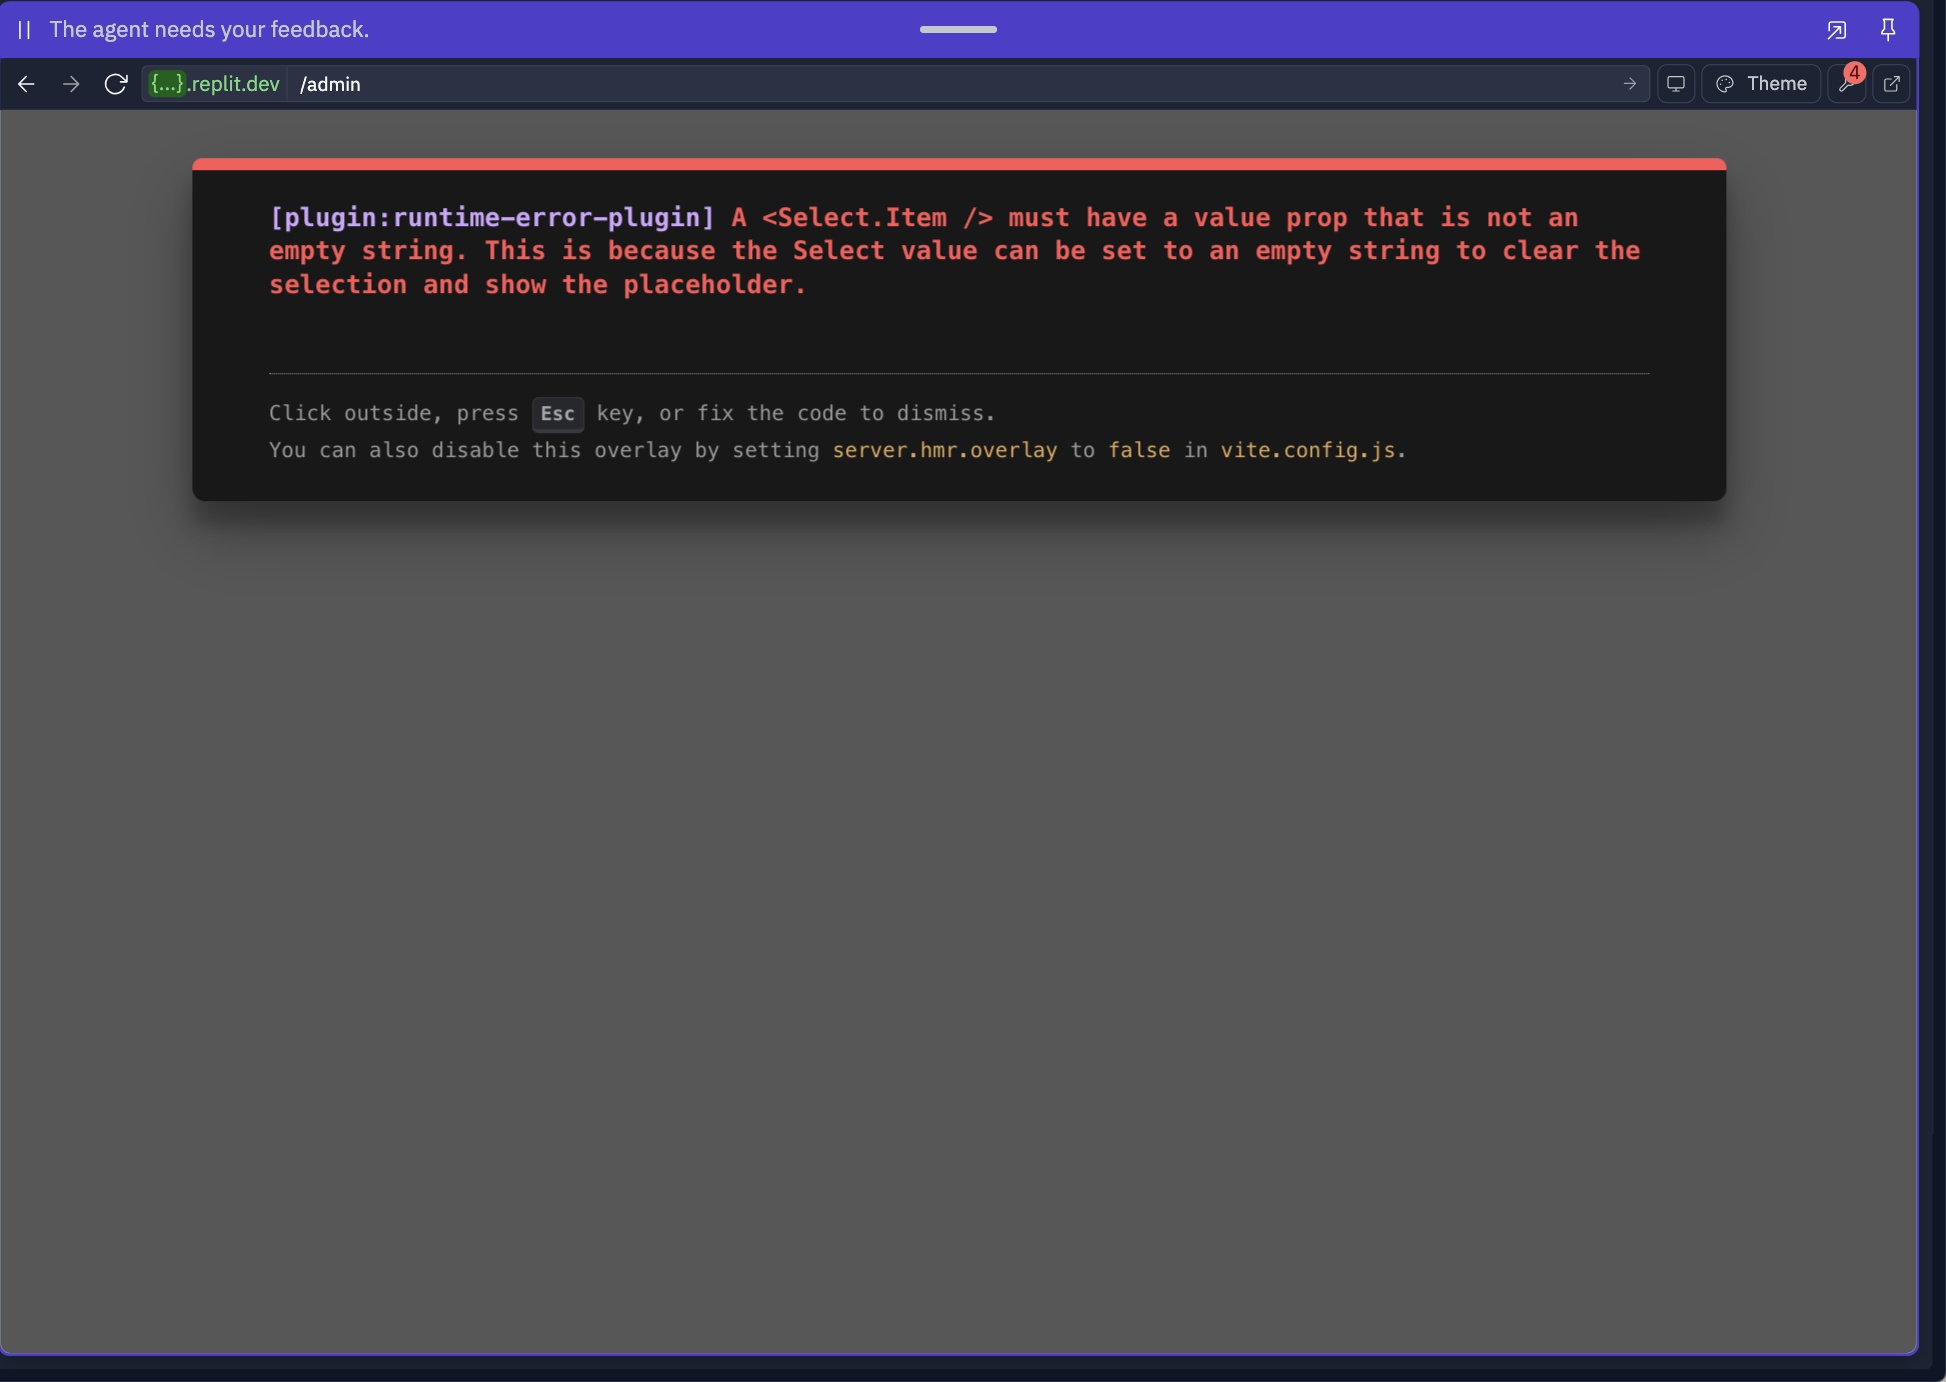 The agent needs your feedback.
{...}.replit.dev /admin
Theme
4
[plugin:runtime-error-plugin] A <Select.Item /> must have a value prop that is not an
empty string. This is because the Select value can be set to an empty string to clear the
selection and show the placeholder.
Click outside, press Esc key, or fix the code to dismiss.
You can also disable this overlay by setting server.hmr.overlay to false in vite.config.js.